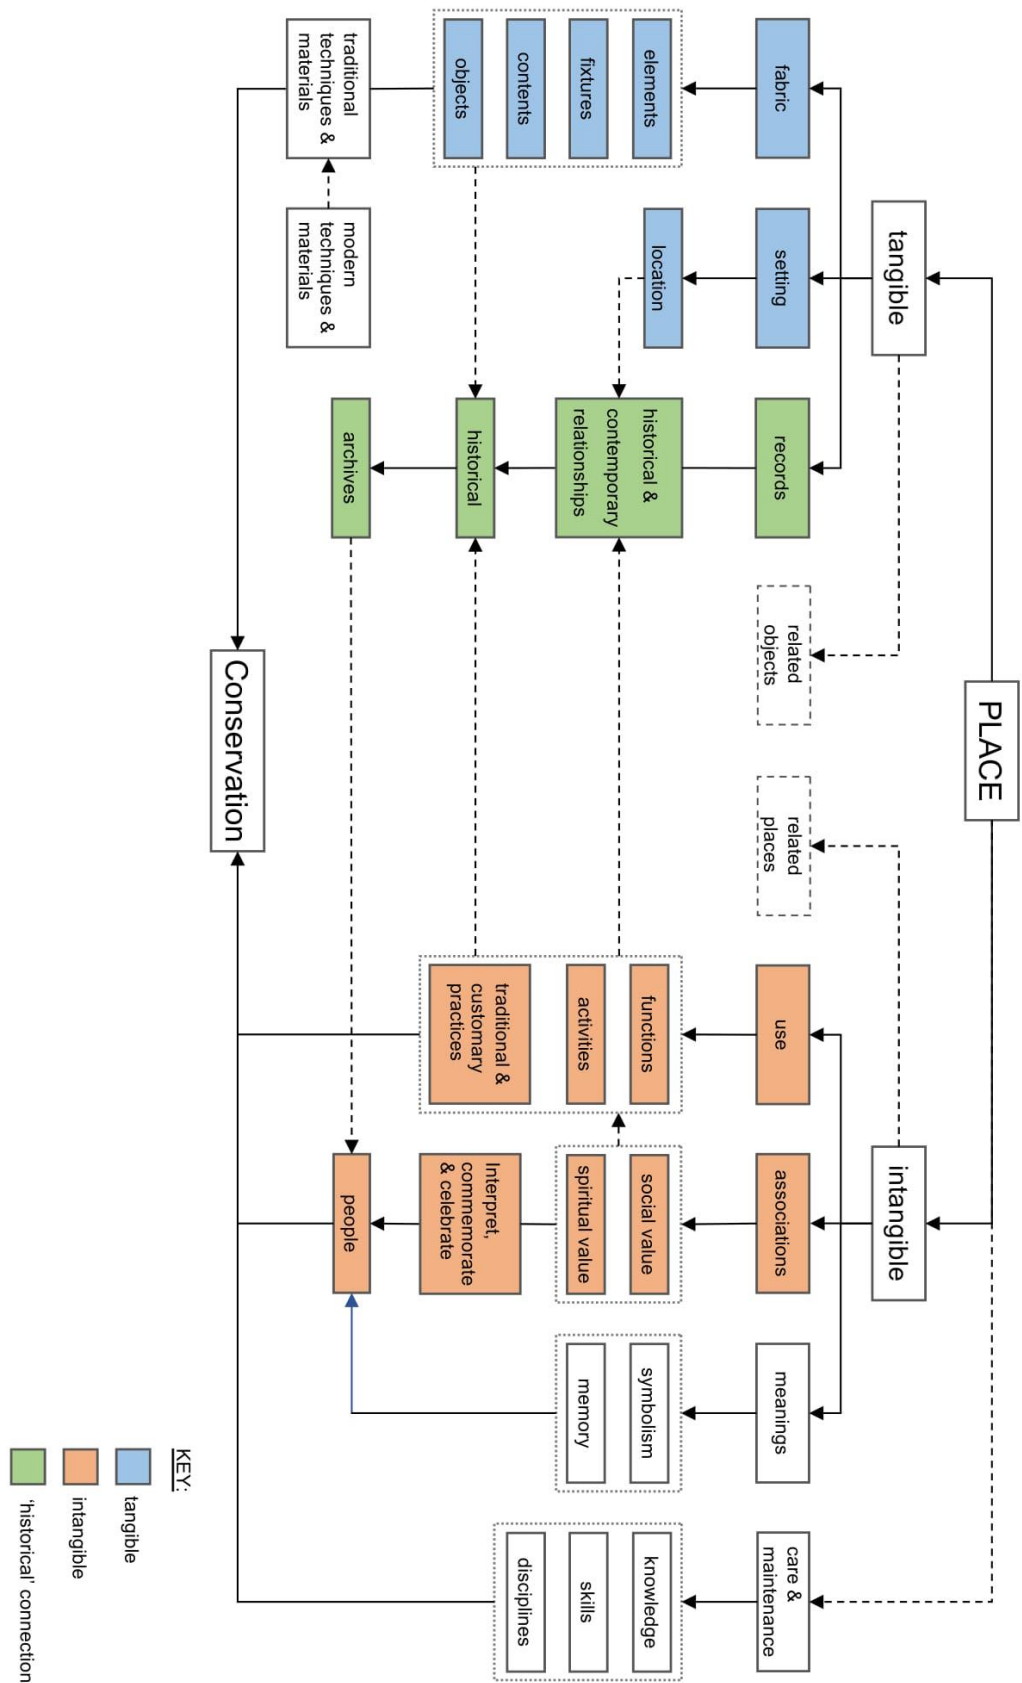 PLACE
tangible
intangible
fabric
setting
records
related
objects
related
places
use
associations
meanings
care &
maintenance
elements
fixtures
contents
objects
location
historical &
contemporary
relationships
historical
archives
functions
activities
traditional &
customary
practices
social value
spiritual value
Interpret,
commemorate
& celebrate
people
symbolism
memory
knowledge
skills
disciplines
traditional
techniques &
materials
modern
techniques &
materials
Conservation
KEY:
tangible
intangible
'historical' connection